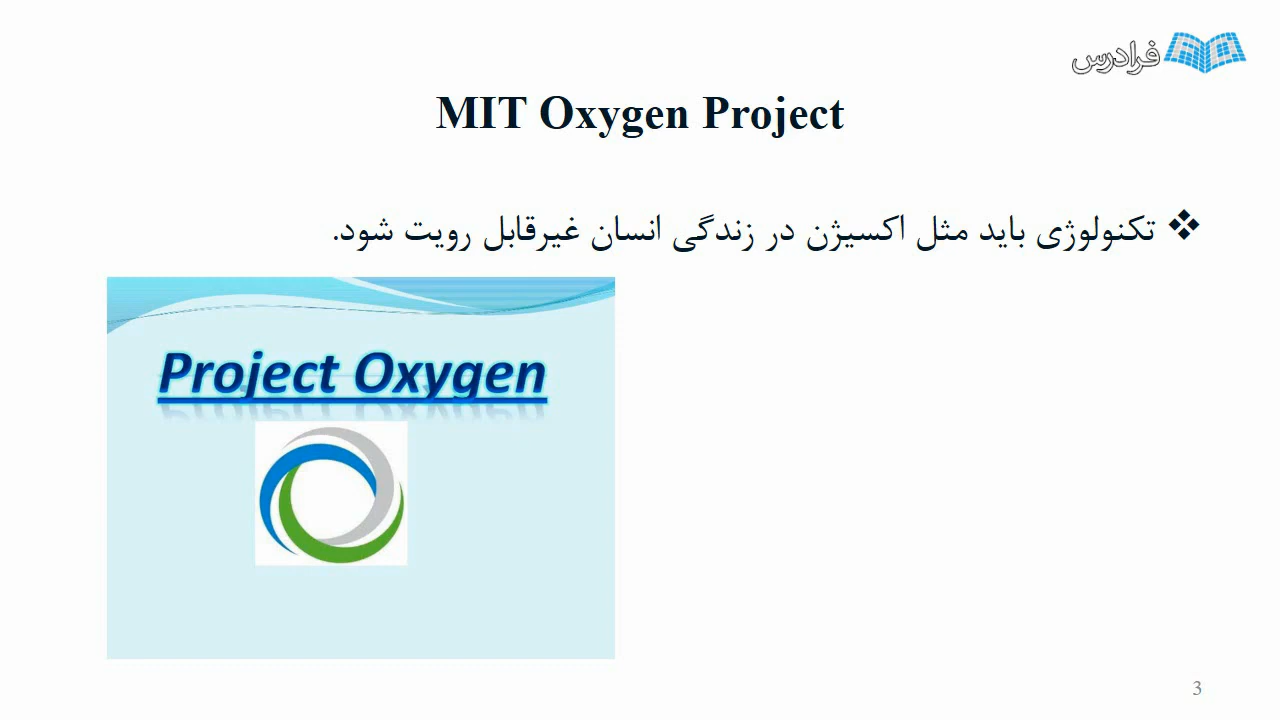 فرادرس
MIT Oxygen Project
❖ تکنولوژی باید مثل اکسیژن در زندگی انسان غیرقابل رویت شود.
Project Oxygen
3